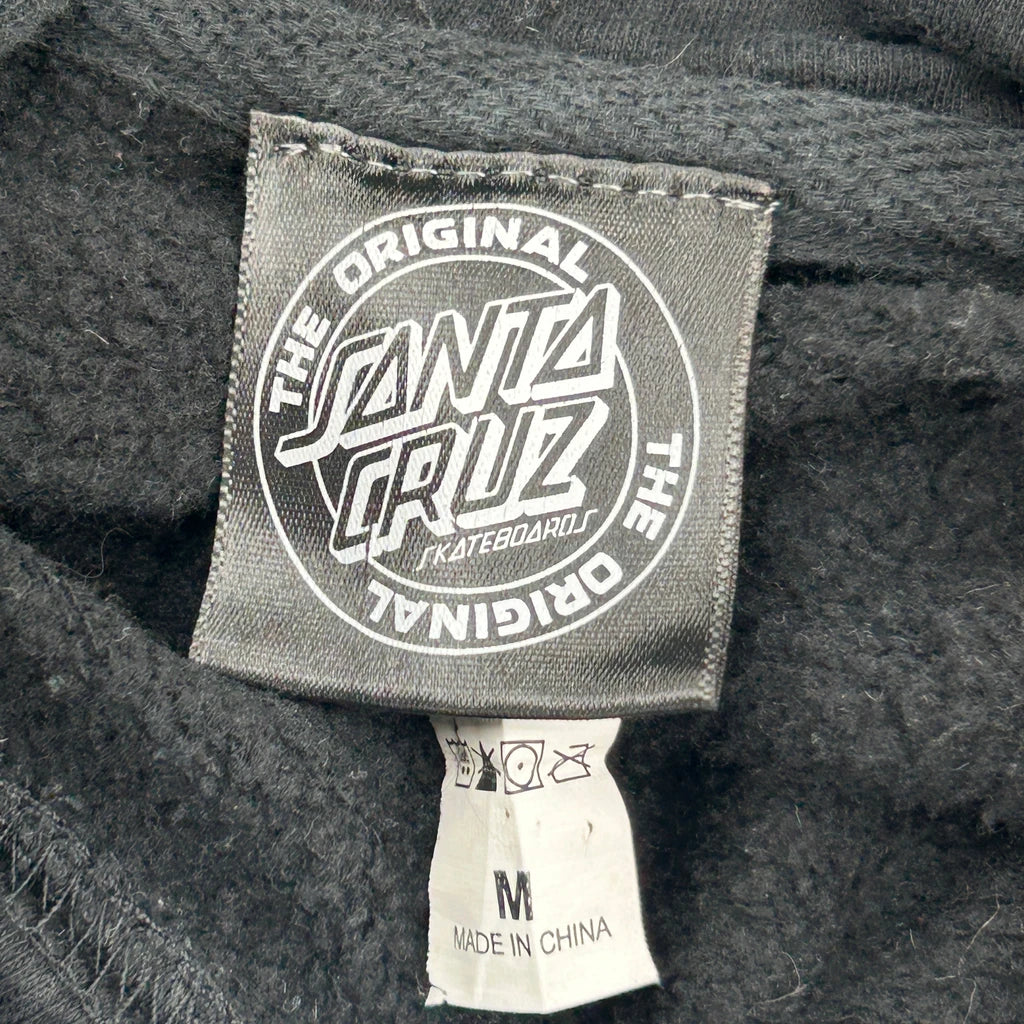 THE ORIGINAL
SANTA
CRUZ
SKATEBOARDS
THE ORIGINAL
M
MADE IN CHINA